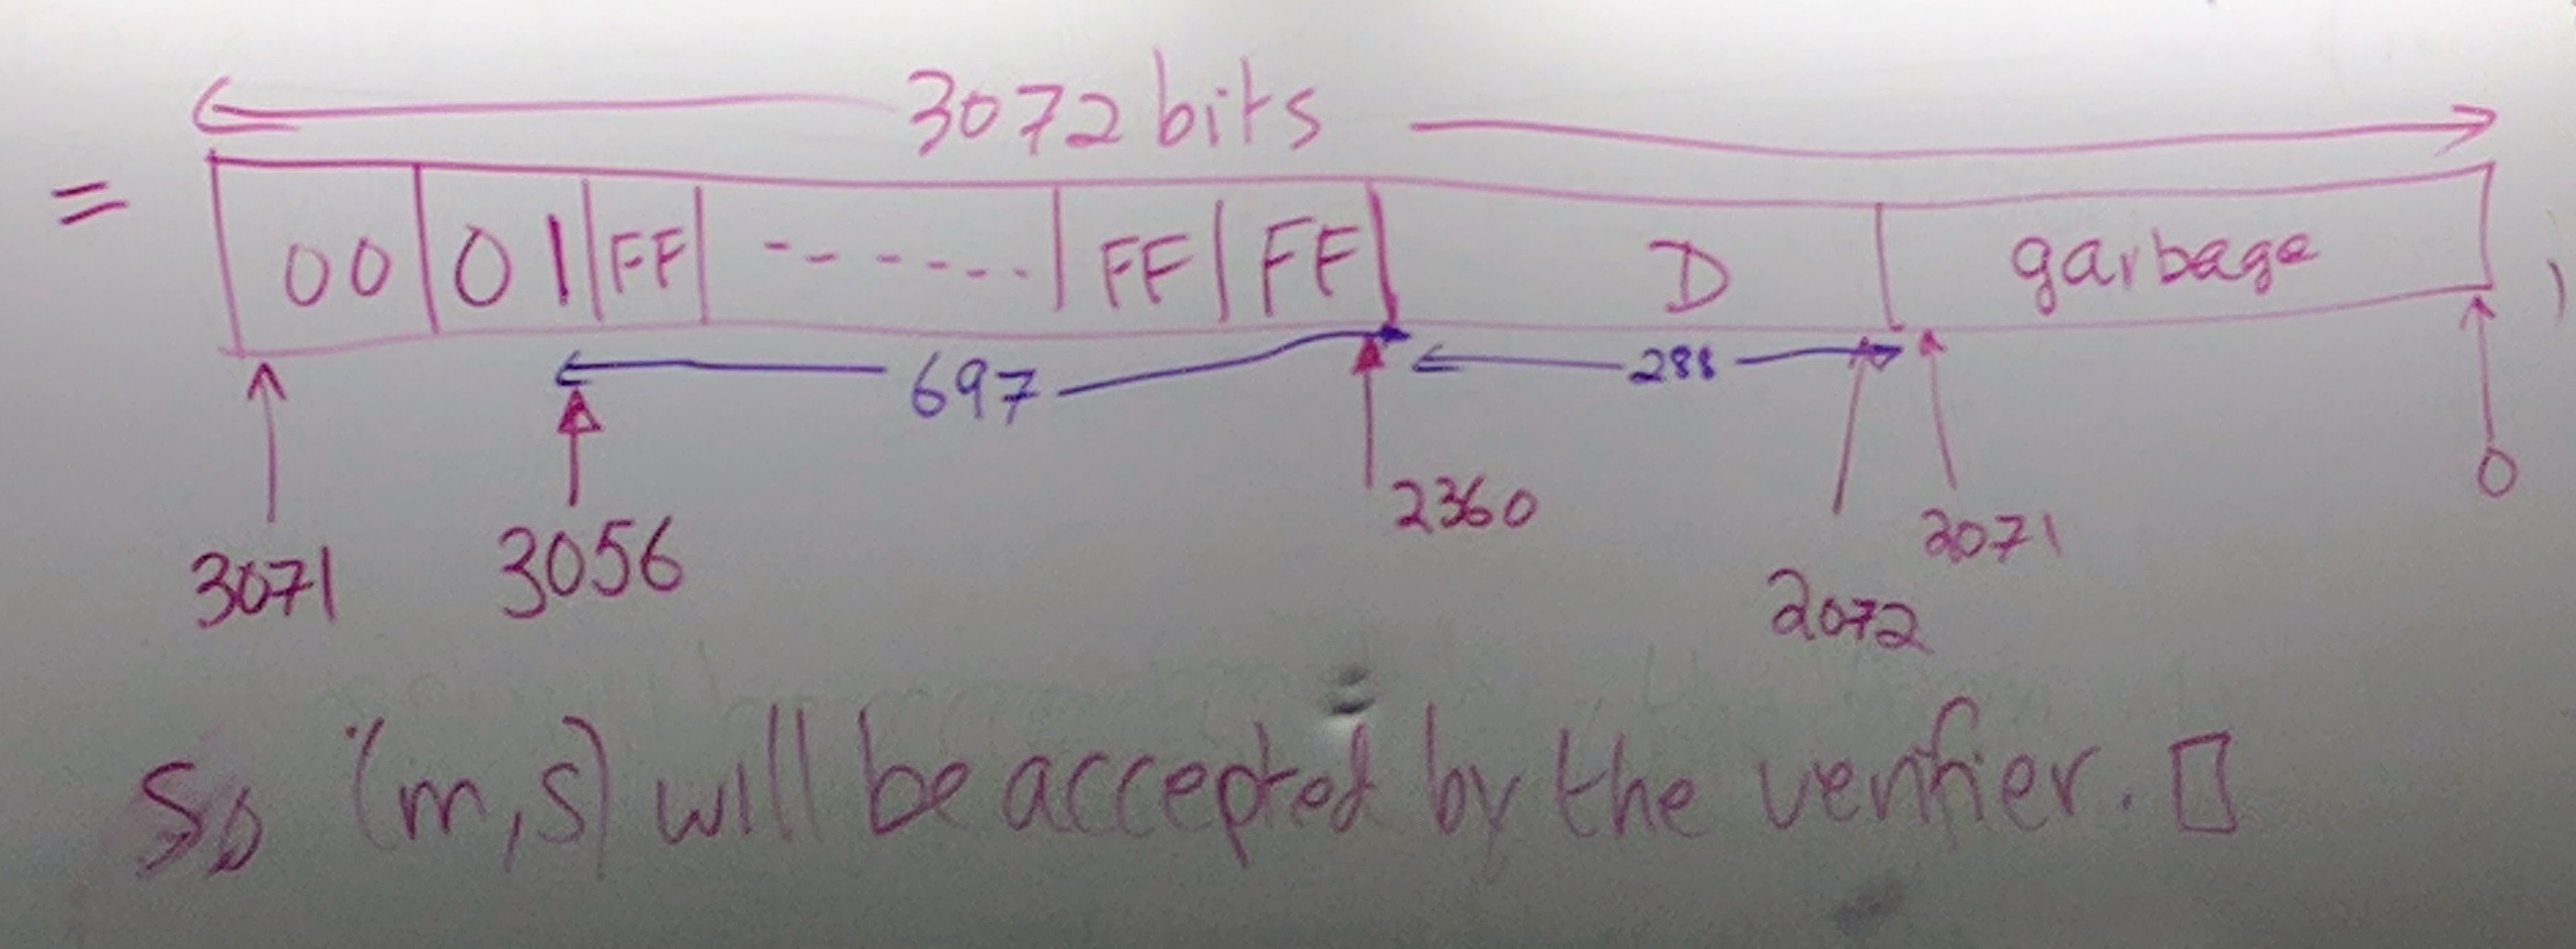 3072 bits
= 00 01 FF ------ FF FF D garbage )
697 288
3071 3056 2360 2072 2071 0
So (m,s) will be accepted by the verifier. □